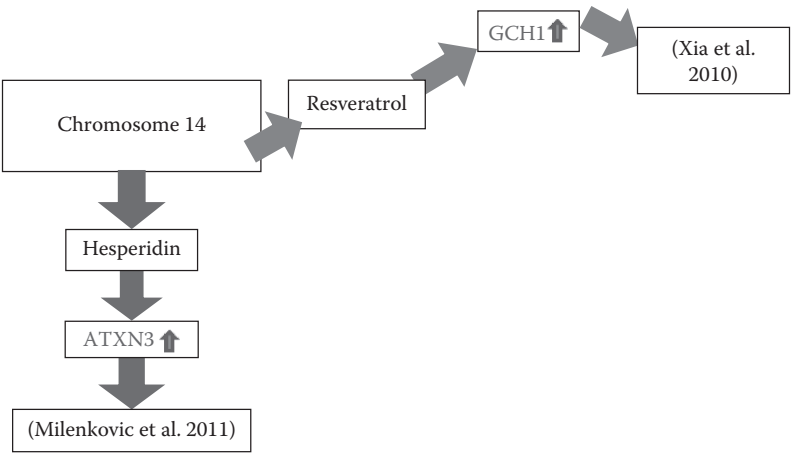 GCH1
(Xia et al.
2010)
Resveratrol
Chromosome 14
Hesperidin
ATXN3
(Milenkovic et al. 2011)